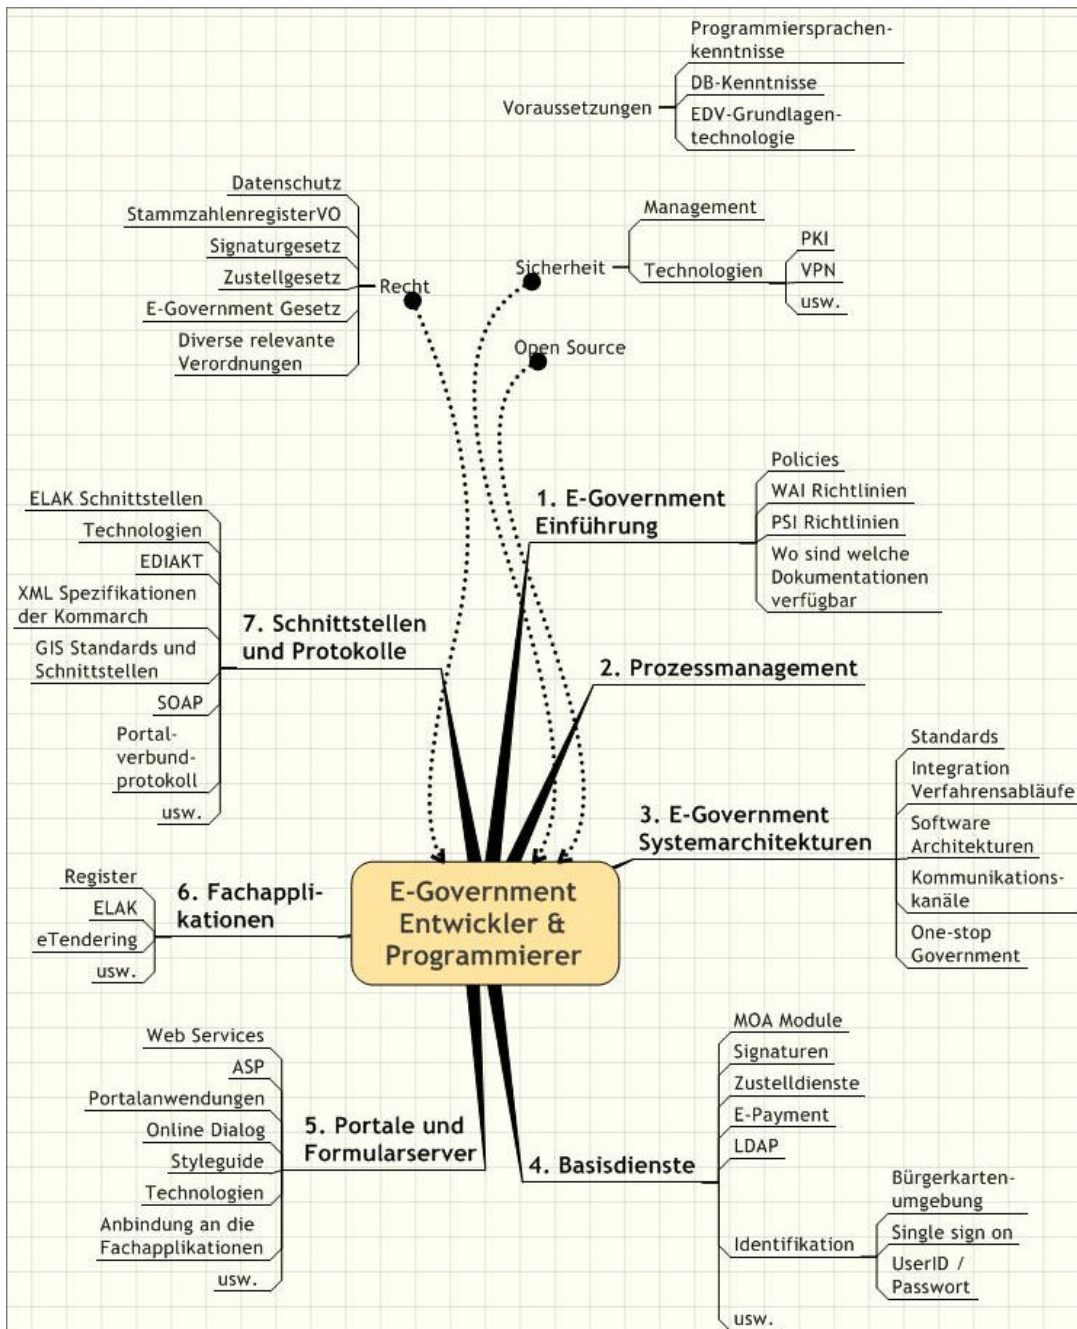 Programmiersprachen-
kenntnisse
DB-Kenntnisse
EDV-Grundlagen-
technologie
Voraussetzungen
Datenschutz
StammzahlenregisterVO
Signaturgesetz
Zustellgesetz
E-Government Gesetz
Diverse relevante
Verordnungen
Recht
Sicherheit
Management
Technologien
PKI
VPN
usw.
Open Source
1. E-Government
Einführung
Policies
WAI Richtlinien
PSI Richtlinien
Wo sind welche
Dokumentationen
verfügbar
2. Prozessmanagement
3. E-Government
Systemarchitekturen
Standards
Integration
Verfahrensabläufe
Software
Architekturen
Kommunikations-
kanäle
One-stop
Government
ELAK Schnittstellen
Technologien
EDIAKT
XML Spezifikationen
der Kommarch
GIS Standards und
Schnittstellen
SOAP
Portal-
verbund-
protokoll
usw.
7. Schnittstellen
und Protokolle
Register
ELAK
eTendering
usw.
6. Fachappli-
kationen
E-Government
Entwickler &
Programmierer
Web Services
ASP
Portalanwendungen
Online Dialog
Styleguide
Technologien
Anbindung an die
Fachapplikationen
usw.
5. Portale und
Formularserver
4. Basisdienste
MOA Module
Signaturen
Zustelldienste
E-Payment
LDAP
Identifikation
Bürgerkarten-
umgebung
Single sign on
UserID /
Passwort
usw.